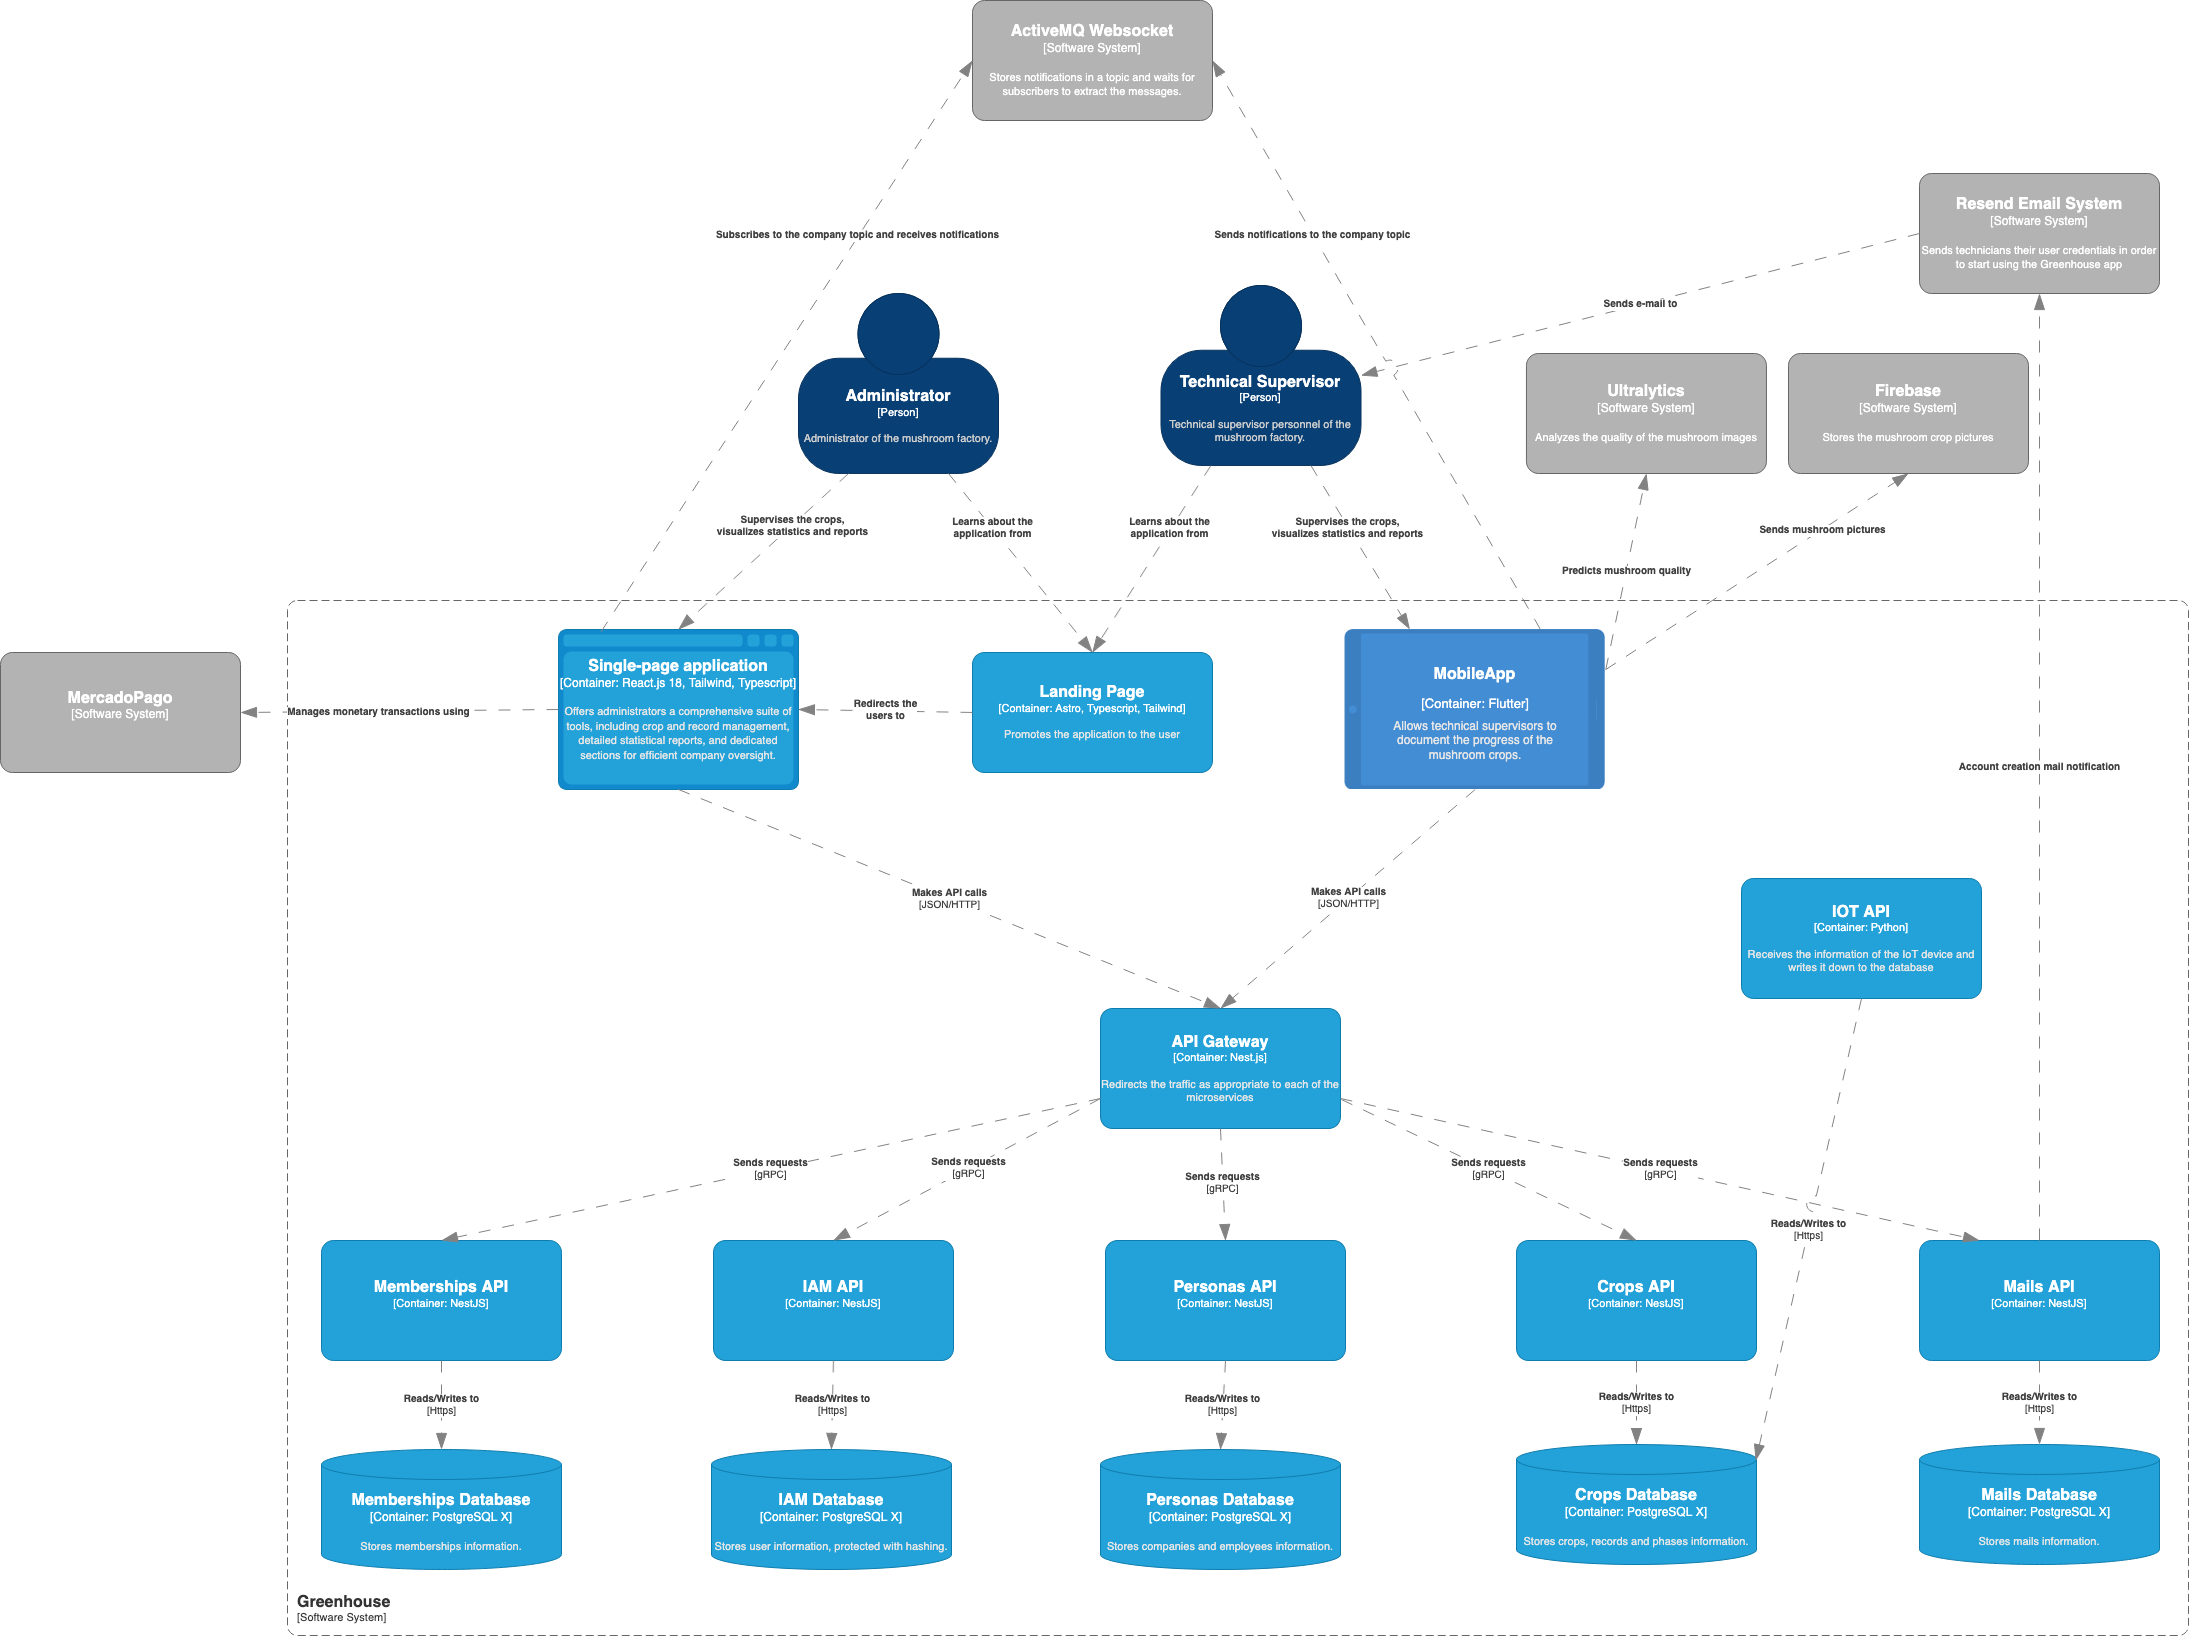 ActiveMQ Websocket
[Software System]
Stores notifications in a topic and waits for
subscribers to extract the messages.
Resend Email System
[Software System]
Sends technicians their user credentials in order
to start using the Greenhouse app
Subscribes to the company topic and receives notifications
Sends notifications to the company topic
Sends e-mail to
Administrator
[Person]
Administrator of the mushroom factory.
Technical Supervisor
[Person]
Technical supervisor personnel of the
mushroom factory.
Ultralytics
[Software System]
Analyzes the quality of the mushroom images
Firebase
[Software System]
Stores the mushroom crop pictures
Supervises the crops,
visualizes statistics and reports
Learns about the
application from
Learns about the
application from
Supervises the crops,
visualizes statistics and reports
Sends mushroom pictures
Predicts mushroom quality
MercadoPago
[Software System]
Manages monetary transactions using
Single-page application
[Container: React.js 18, Tailwind, Typescript]
Offers administrators a comprehensive suite of
tools, including crop and record management,
detailed statistical reports, and dedicated
sections for efficient company oversight.
Redirects the
users to
Landing Page
[Container: Astro, Typescript, Tailwind]
Promotes the application to the user
MobileApp
[Container: Flutter]
Allows technical supervisors to
document the progress of the
mushroom crops.
Account creation mail notification
Makes API calls
[JSON/HTTP]
Makes API calls
[JSON/HTTP]
IOT API
[Container: Python]
Receives the information of the IoT device and
writes it down to the database
API Gateway
[Container: Nest.js]
Redirects the traffic as appropriate to each of the
microservices
Sends requests
[gRPC]
Sends requests
[gRPC]
Sends requests
[gRPC]
Sends requests
[gRPC]
Sends requests
[gRPC]
Reads/Writes to
[Https]
Memberships API
[Container: NestJS]
IAM API
[Container: NestJS]
Personas API
[Container: NestJS]
Crops API
[Container: NestJS]
Mails API
[Container: NestJS]
Reads/Writes to
[Https]
Reads/Writes to
[Https]
Reads/Writes to
[Https]
Reads/Writes to
[Https]
Reads/Writes to
[Https]
Memberships Database
[Container: PostgreSQL X]
Stores memberships information.
IAM Database
[Container: PostgreSQL X]
Stores user information, protected with hashing.
Personas Database
[Container: PostgreSQL X]
Stores companies and employees information.
Crops Database
[Container: PostgreSQL X]
Stores crops, records and phases information.
Mails Database
[Container: PostgreSQL X]
Stores mails information.
Greenhouse
[Software System]